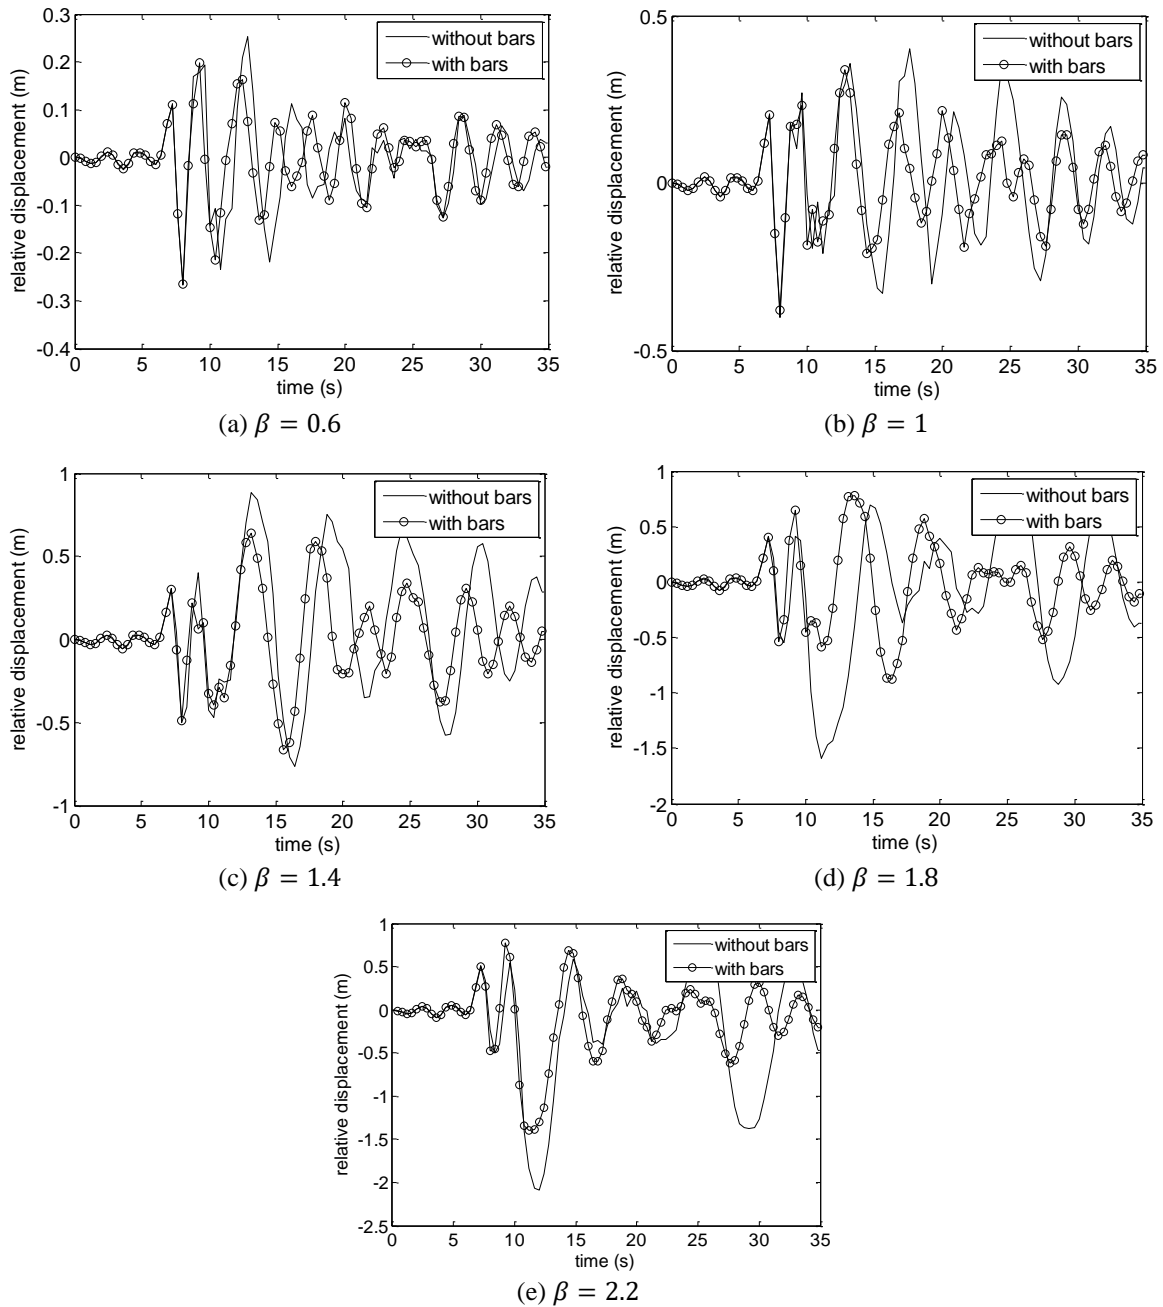 0.3
0.2
0.1
0
-0.1
-0.2
-0.3
-0.4
relative displacement (m)
without bars
with bars
0 5 10 15 20 25 30 35
time (s)
(a) β = 0.6
0.5
0
-0.5
relative displacement (m)
without bars
with bars
0 5 10 15 20 25 30 35
time (s)
(b) β = 1
1
0.5
0
-0.5
-1
relative displacement (m)
without bars
with bars
0 5 10 15 20 25 30 35
time (s)
(c) β = 1.4
1
0.5
0
-0.5
-1
-1.5
-2
relative displacement (m)
without bars
with bars
0 5 10 15 20 25 30 35
time (s)
(d) β = 1.8
1
0.5
0
-0.5
-1
-1.5
-2
-2.5
relative displacement (m)
without bars
with bars
0 5 10 15 20 25 30 35
time (s)
(e) β = 2.2